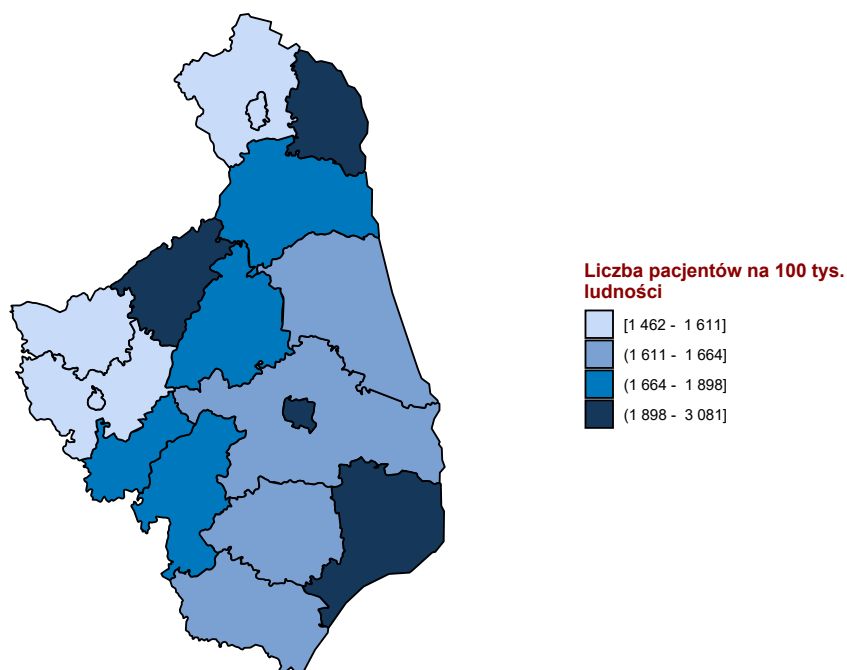 Liczba pacjentów na 100 tys.
ludności
[1 462 - 1 611]
(1 611 - 1 664]
(1 664 - 1 898]
(1 898 - 3 081]